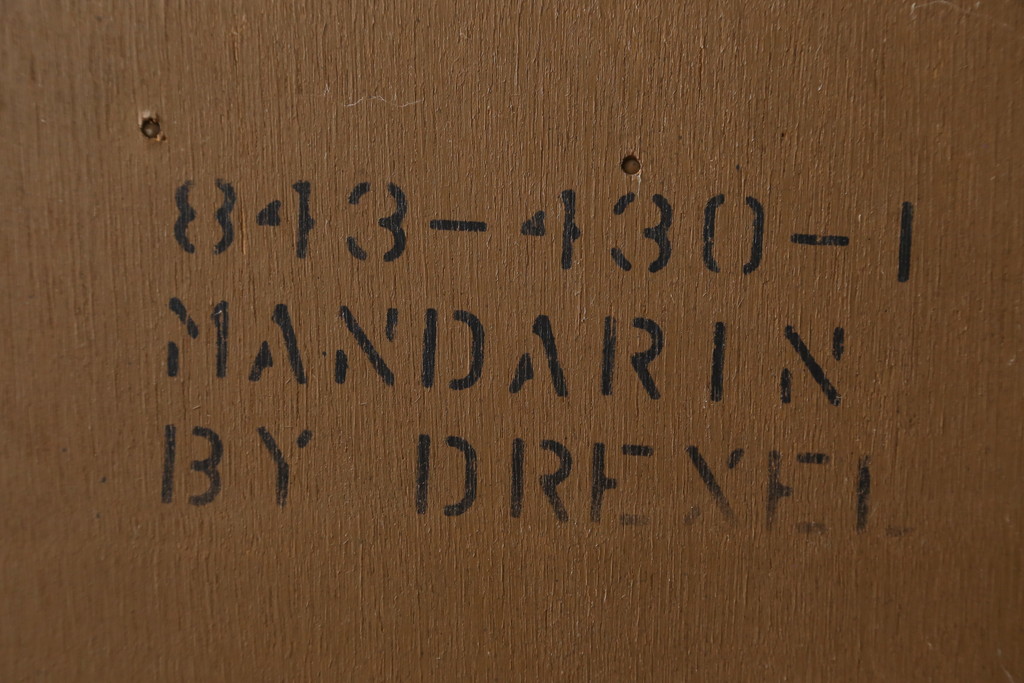 843-430-1
MANDARIN
BY DREXEL